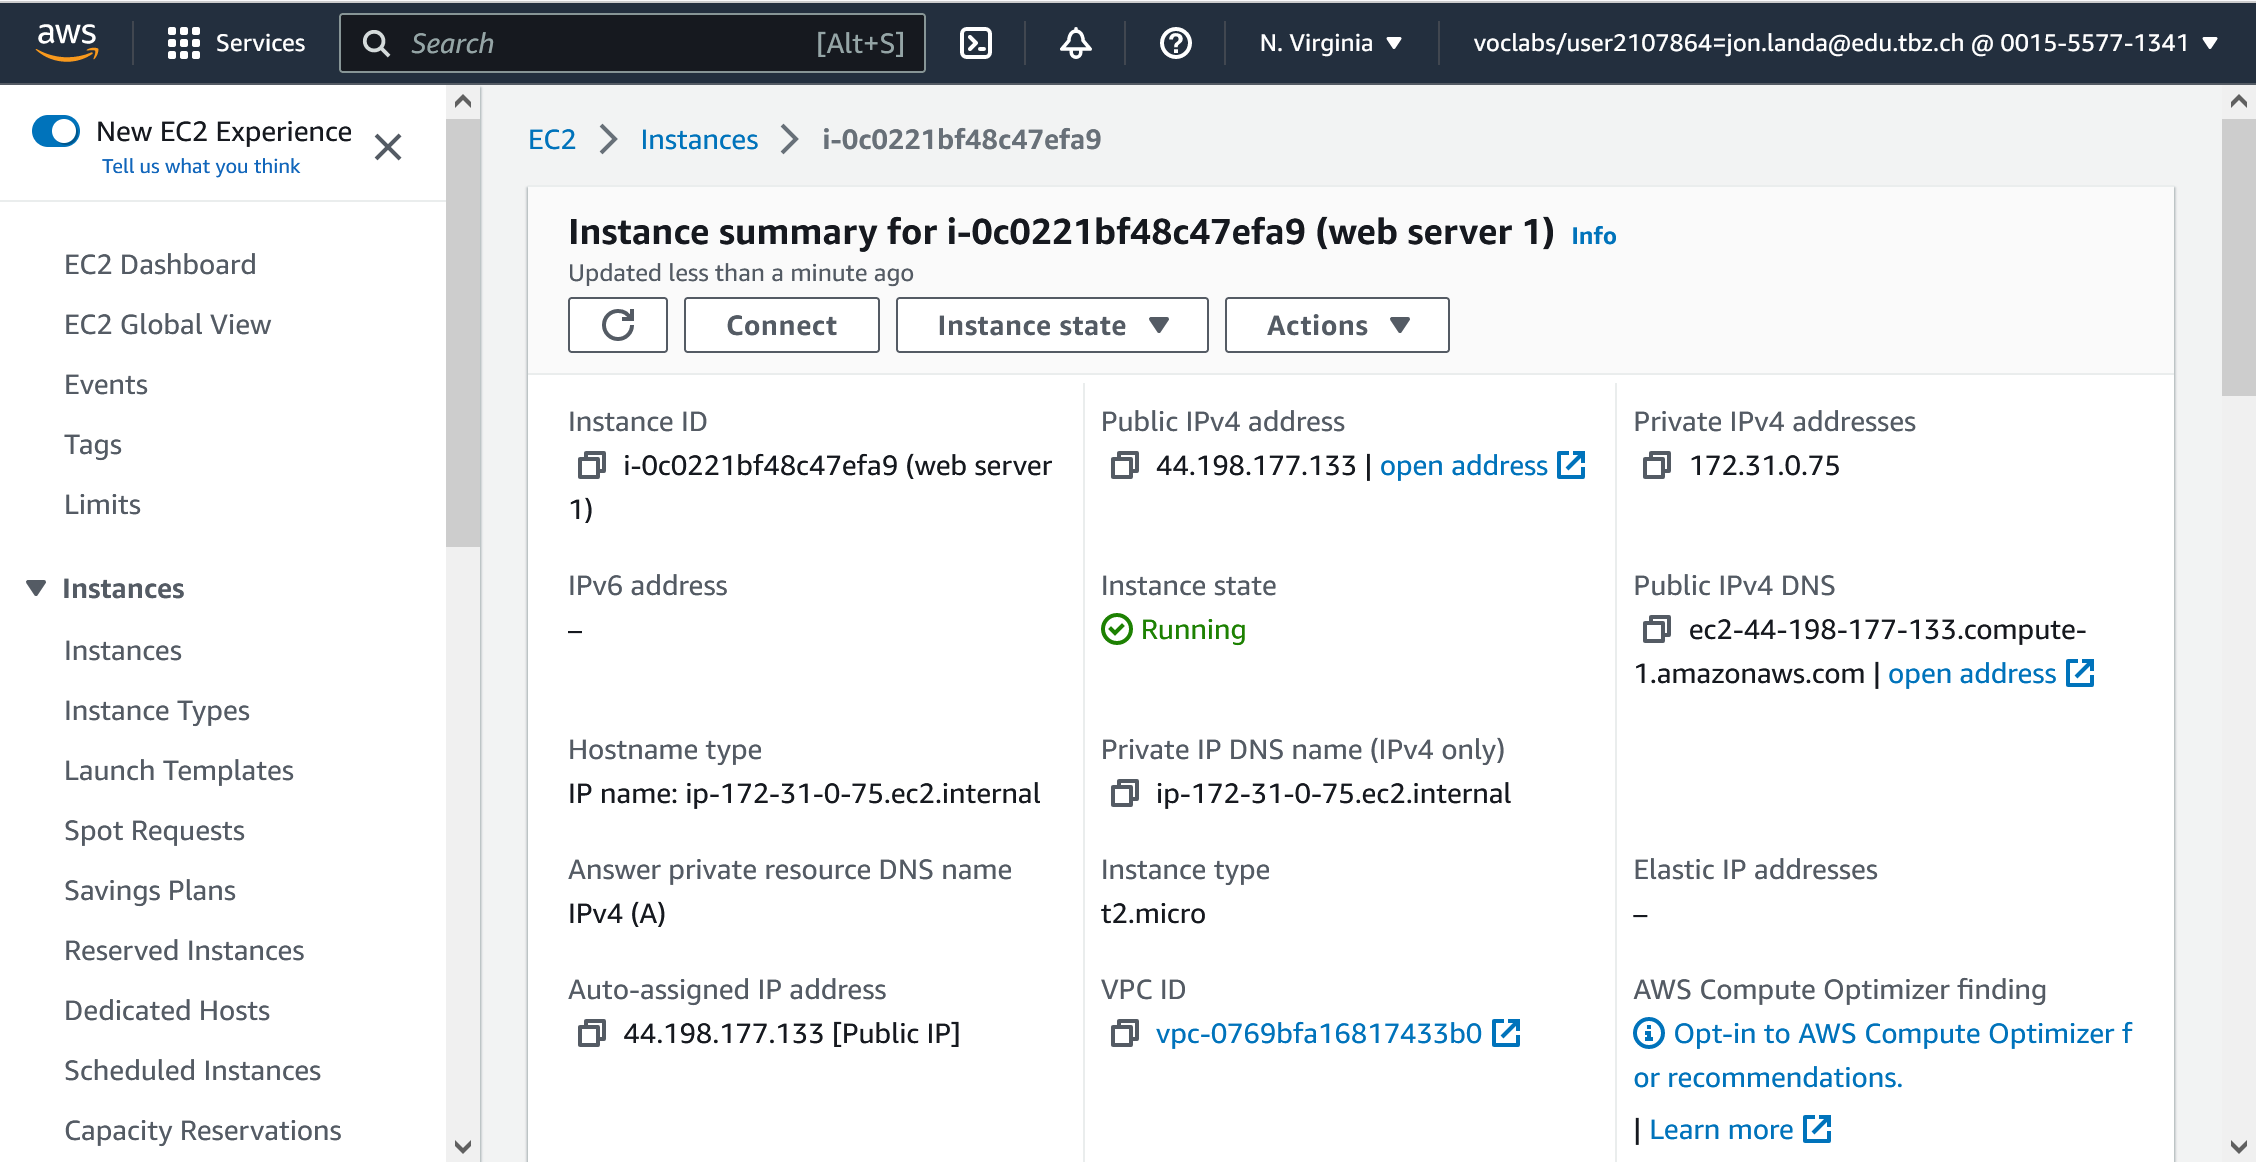 aws
Services
Search [Alt+S]
N. Virginia
voclabs/user2107864=jon.landa@edu.tbz.ch @ 0015-5577-1341
New EC2 Experience
Tell us what you think
EC2 Dashboard
EC2 Global View
Events
Tags
Limits
Instances
Instances
Instance Types
Launch Templates
Spot Requests
Savings Plans
Reserved Instances
Dedicated Hosts
Scheduled Instances
Capacity Reservations
EC2 > Instances > i-0c0221bf48c47efa9
Instance summary for i-0c0221bf48c47efa9 (web server 1) Info
Updated less than a minute ago
Connect
Instance state
Actions
Instance ID
i-0c0221bf48c47efa9 (web server
1)
Public IPv4 address
44.198.177.133 | open address
Private IPv4 addresses
172.31.0.75
IPv6 address
–
Instance state
Running
Public IPv4 DNS
ec2-44-198-177-133.compute-
1.amazonaws.com | open address
Hostname type
IP name: ip-172-31-0-75.ec2.internal
Private IP DNS name (IPv4 only)
ip-172-31-0-75.ec2.internal
Answer private resource DNS name
IPv4 (A)
Instance type
t2.micro
Elastic IP addresses
–
Auto-assigned IP address
44.198.177.133 [Public IP]
VPC ID
vpc-0769bfa16817433b0
AWS Compute Optimizer finding
Opt-in to AWS Compute Optimizer f
or recommendations.
| Learn more